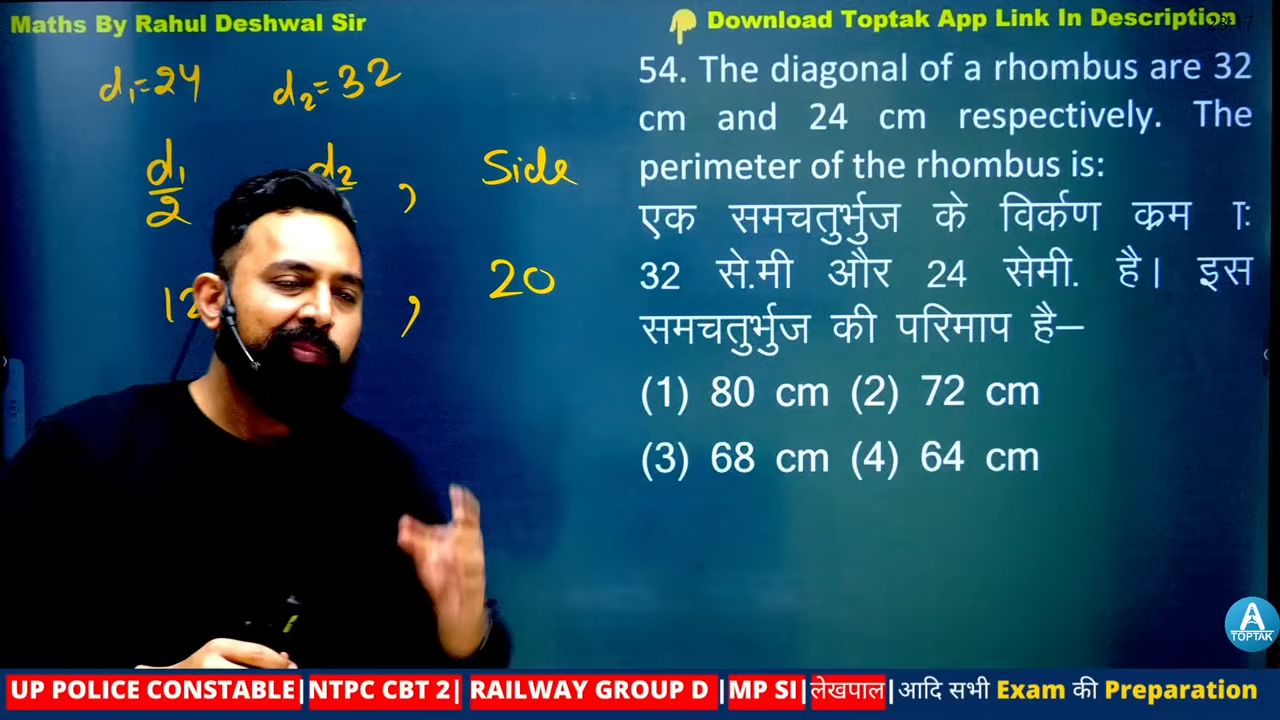 Maths By Rahul Deshwal Sir
Download Toptak App Link In Description
d₁=24 d₂=32
d₁/2 d₂ , Side
12 , 20
54. The diagonal of a rhombus are 32
cm and 24 cm respectively. The
perimeter of the rhombus is:
एक समचतुर्भुज के विर्कण क्रम ाः
32 से.मी और 24 सेमी. है। इस
समचतुर्भुज की परिमाप है–
(1) 80 cm (2) 72 cm
(3) 68 cm (4) 64 cm
A
TOPTAK
UP POLICE CONSTABLE| NTPC CBT 2| RAILWAY GROUP D |MP SI|लेखपाल|आदि सभी Exam की Preparation